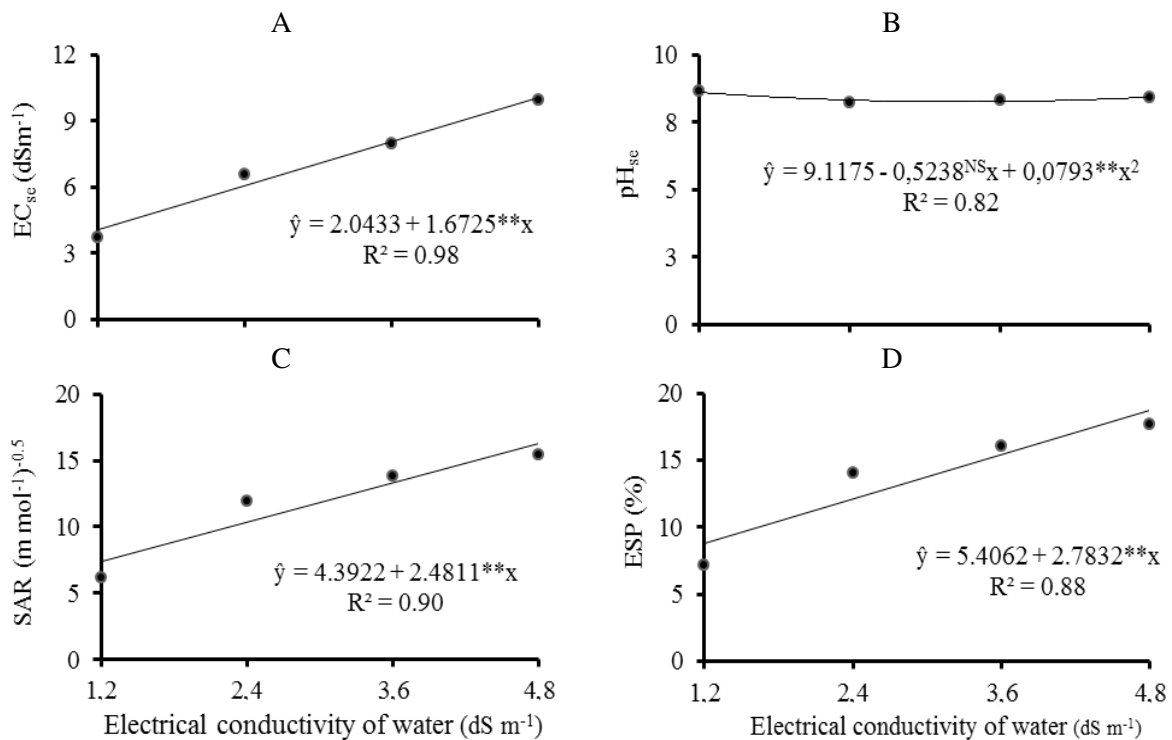 A
12
9
6
3
0
ECse (dSm-1)
ŷ = 2.0433 + 1.6725**x
R² = 0.98
B
10
8
5
3
0
pHse
ŷ = 9.1175 - 0,5238NSx + 0,0793**x²
R² = 0.82
C
20
15
10
5
0
SAR (m mol-1)-0.5
ŷ = 4.3922 + 2.4811**x
R² = 0.90
1,2 2,4 3,6 4,8
Electrical conductivity of water (dS m-1)
D
20
15
10
5
0
ESP (%)
ŷ = 5.4062 + 2.7832**x
R² = 0.88
1,2 2,4 3,6 4,8
Electrical conductivity of water (dS m-1)